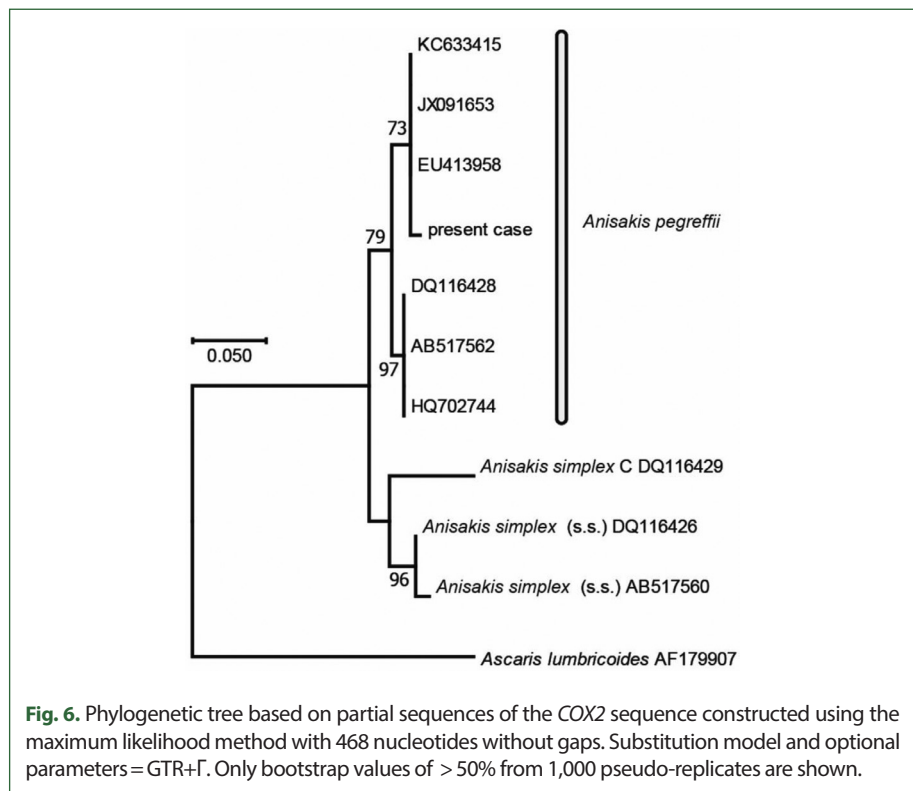 KC633415
JX091653
73
EU413958
present case
Anisakis pegreffii
79
DQ116428
AB517562
0.050
97
HQ702744
Anisakis simplex C DQ116429
Anisakis simplex (s.s.) DQ116426
96
Anisakis simplex (s.s.) AB517560
Ascaris lumbricoides AF179907
Fig. 6. Phylogenetic tree based on partial sequences of the COX2 sequence constructed using the
maximum likelihood method with 468 nucleotides without gaps. Substitution model and optional
parameters = GTR+Γ. Only bootstrap values of > 50% from 1,000 pseudo-replicates are shown.